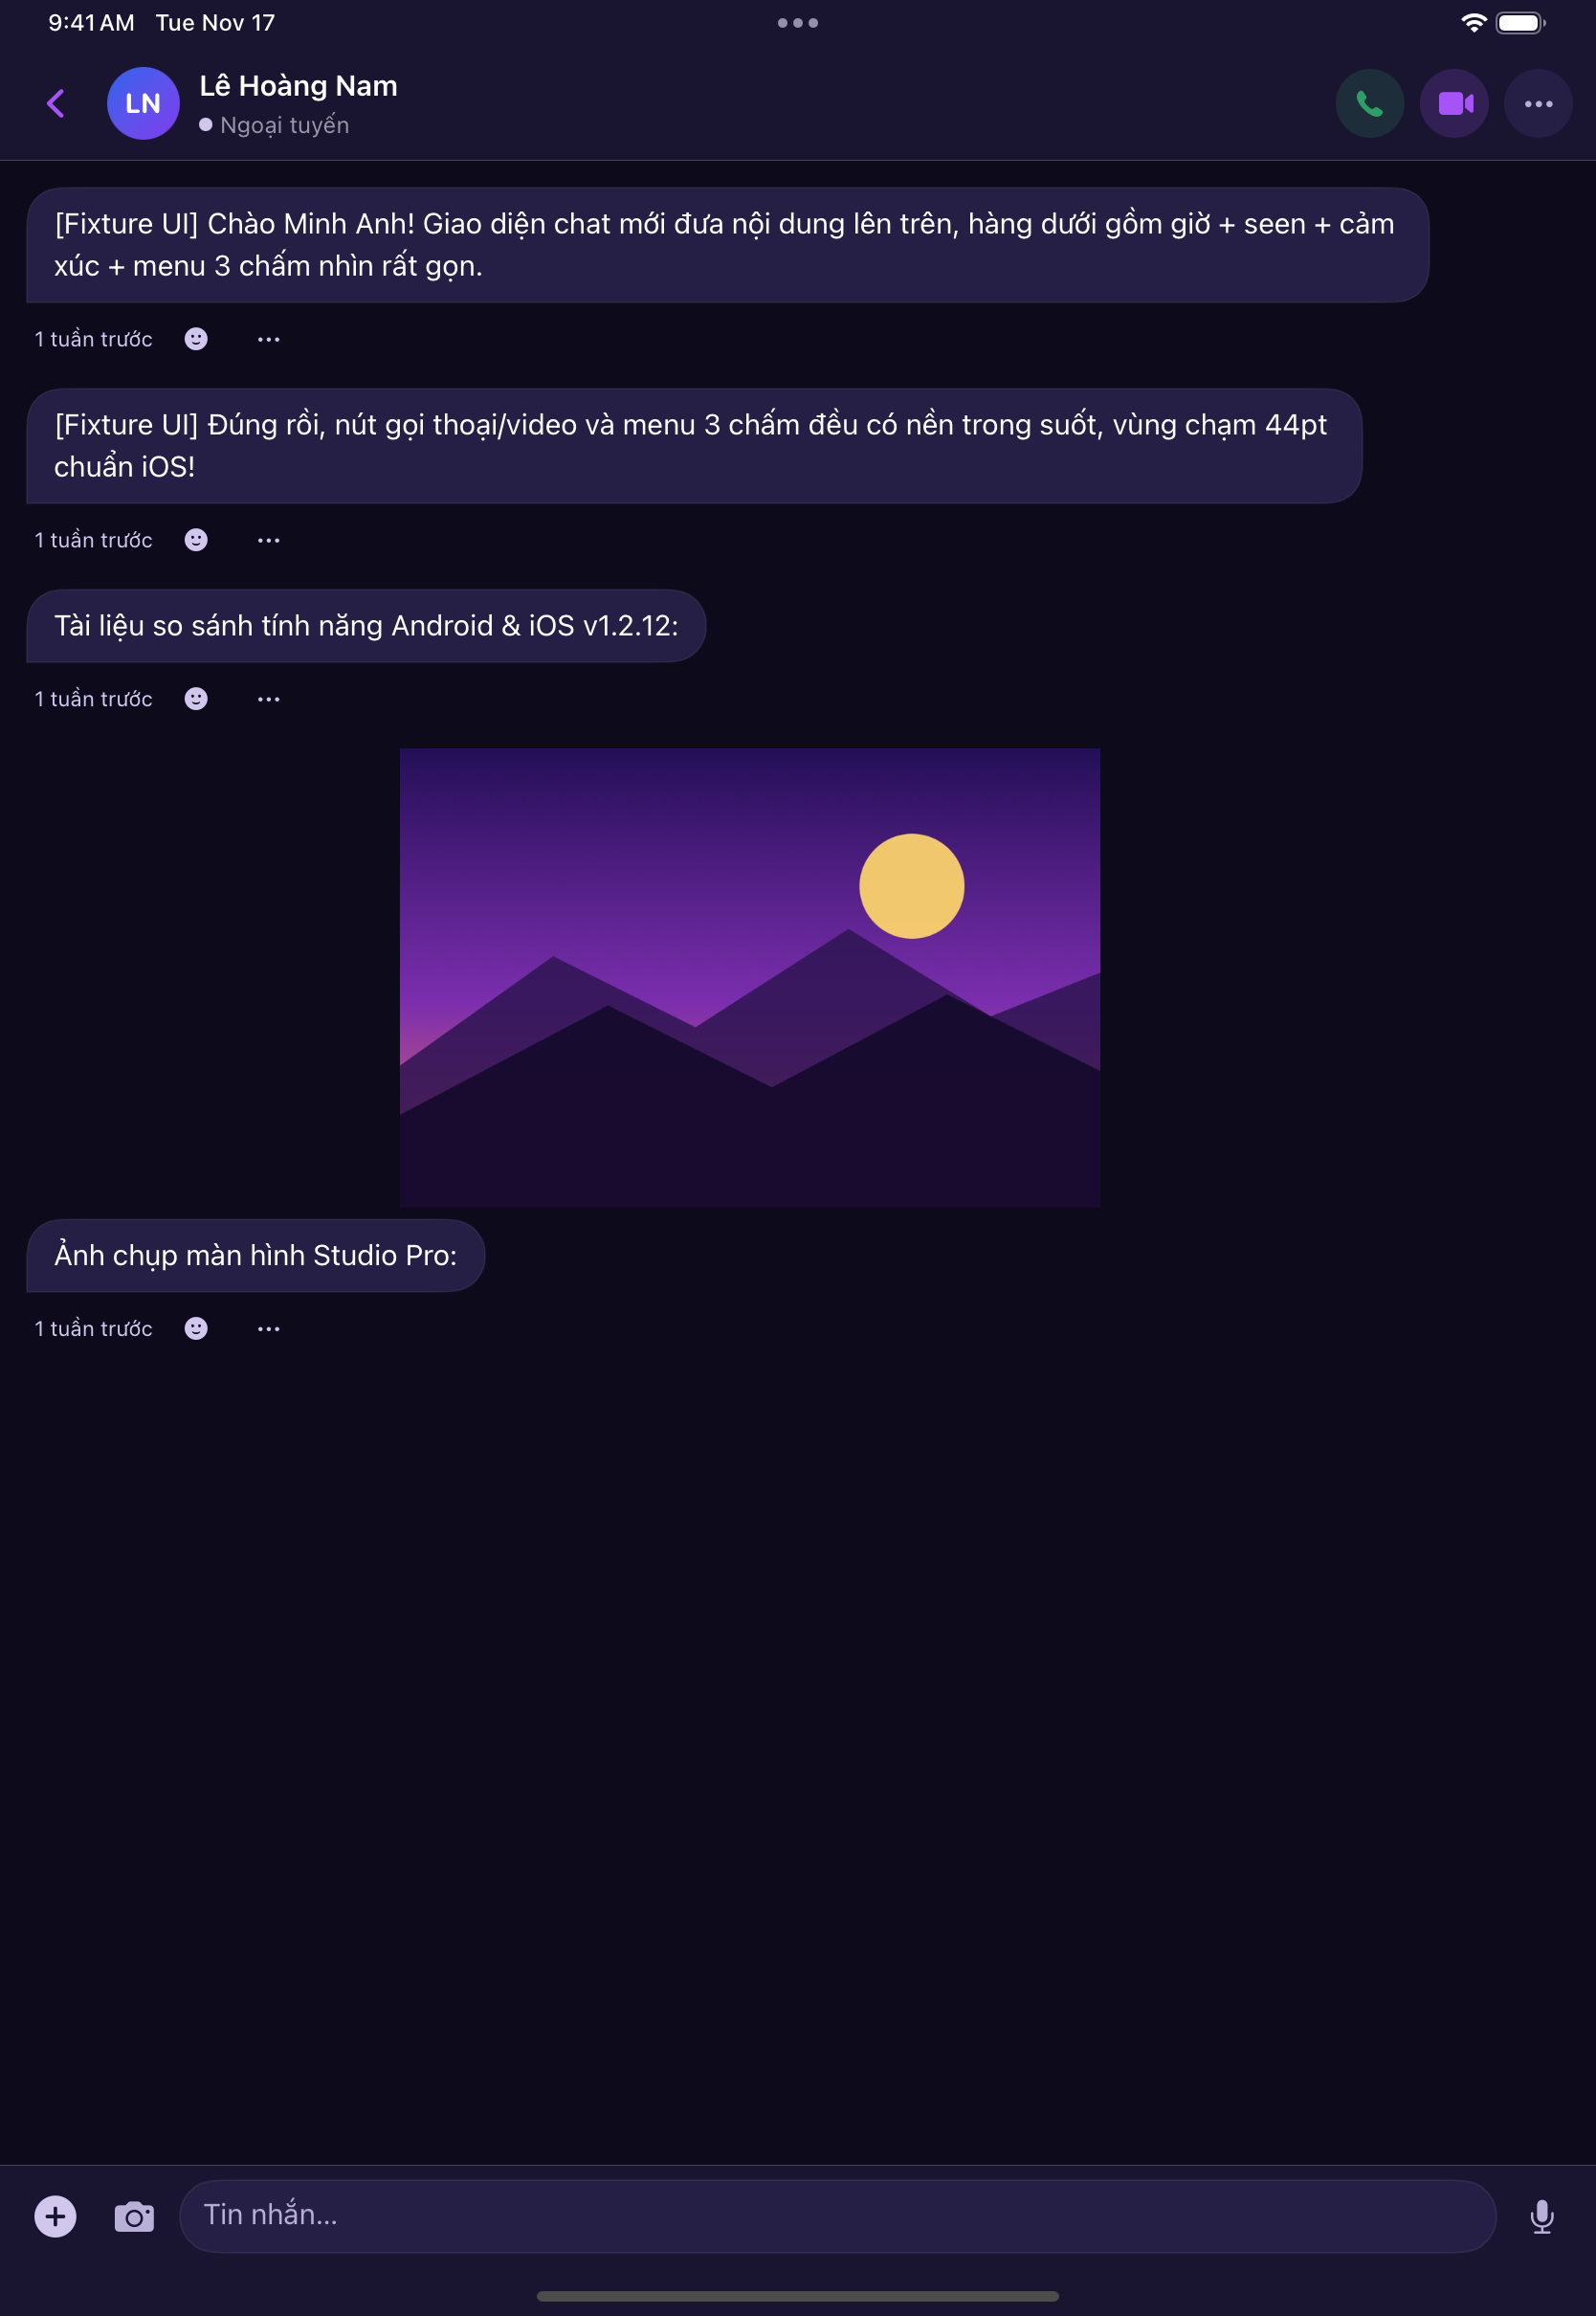 9:41 AM Tue Nov 17
LN
Lê Hoàng Nam
Ngoại tuyến
[Fixture UI] Chào Minh Anh! Giao diện chat mới đưa nội dung lên trên, hàng dưới gồm giờ + seen + cảm
xúc + menu 3 chấm nhìn rất gọn.
1 tuần trước
[Fixture UI] Đúng rồi, nút gọi thoại/video và menu 3 chấm đều có nền trong suốt, vùng chạm 44pt
chuẩn iOS!
1 tuần trước
Tài liệu so sánh tính năng Android & iOS v1.2.12:
1 tuần trước
Ảnh chụp màn hình Studio Pro:
1 tuần trước
Tin nhắn...